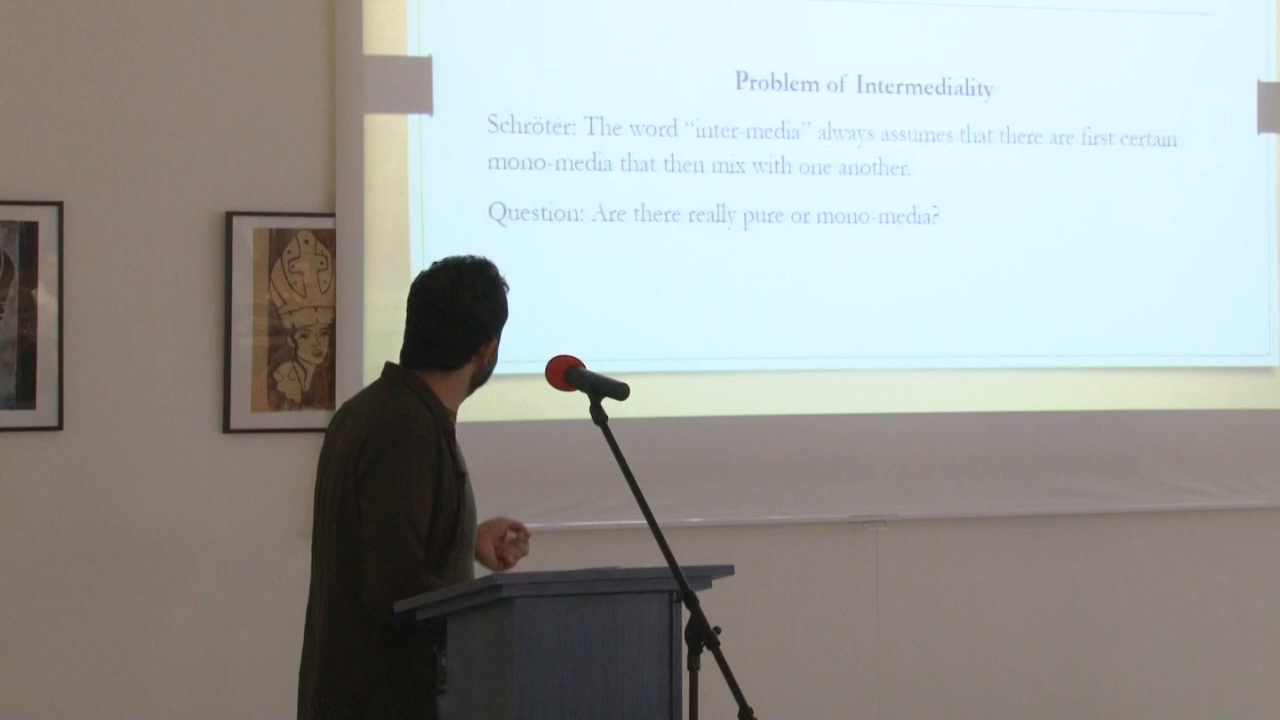 Problem of Intermediality
Schröter: The word “inter-media” always assumes that there are first certain
mono-media that then mix with one another.
Question: Are there really pure or mono-media?